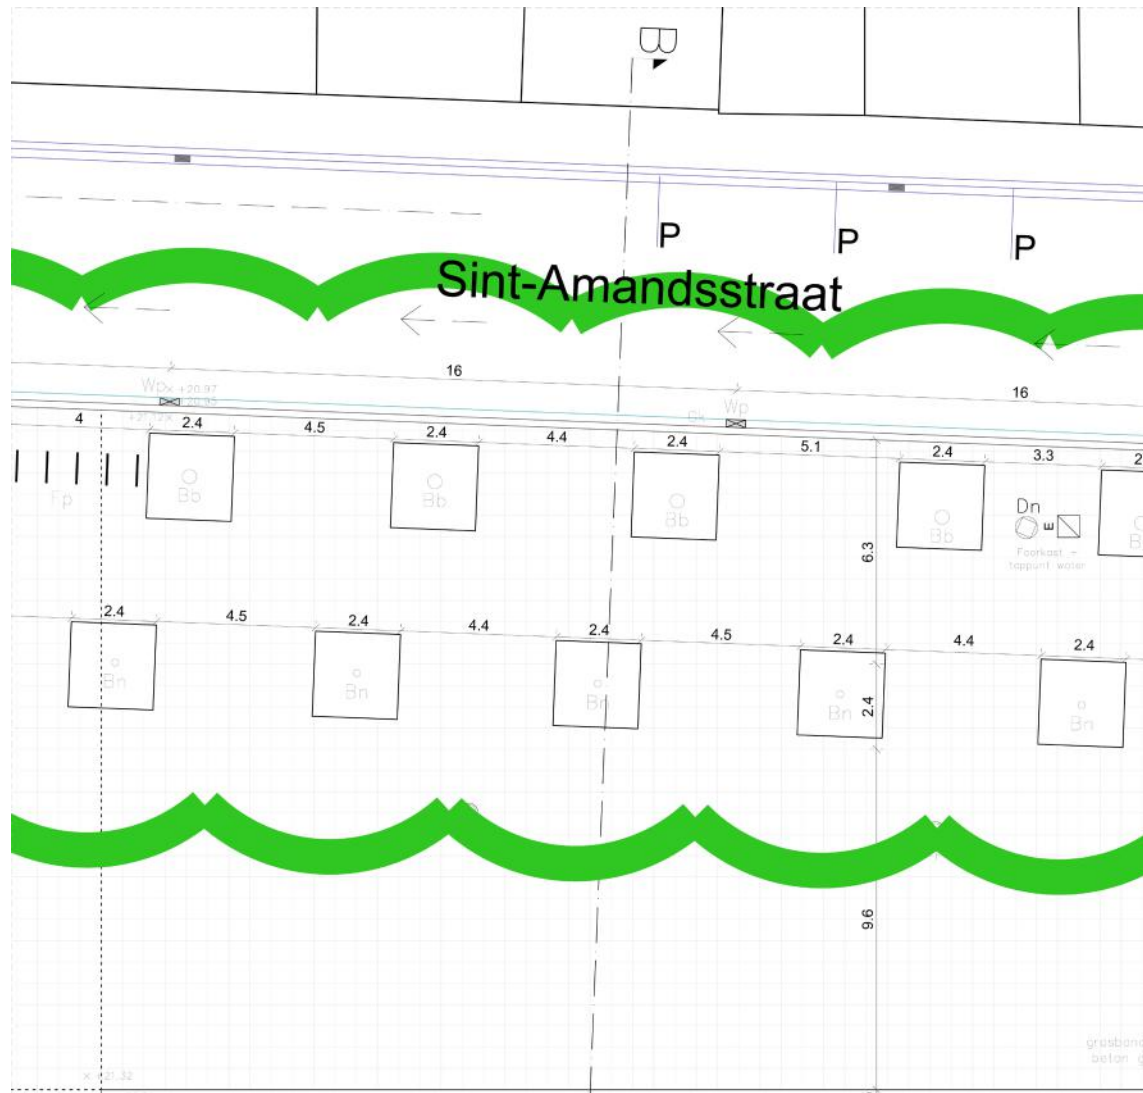 B
P
P
P
Sint-Amandsstraat
16
16
Wp
x +20.97
+20.95
Gk
Wp
4
2.4
4.5
2.4
4.4
2.4
5.1
2.4
3.3
Fp
Bb
Bb
Bb
Bb
Dn
E
Foorkast +
tappunt water
6.3
2.4
4.5
2.4
4.4
2.4
4.5
2.4
4.4
2.4
Bn
Bn
Bn
Bn
2.4
Bn
9.6
x +21.32